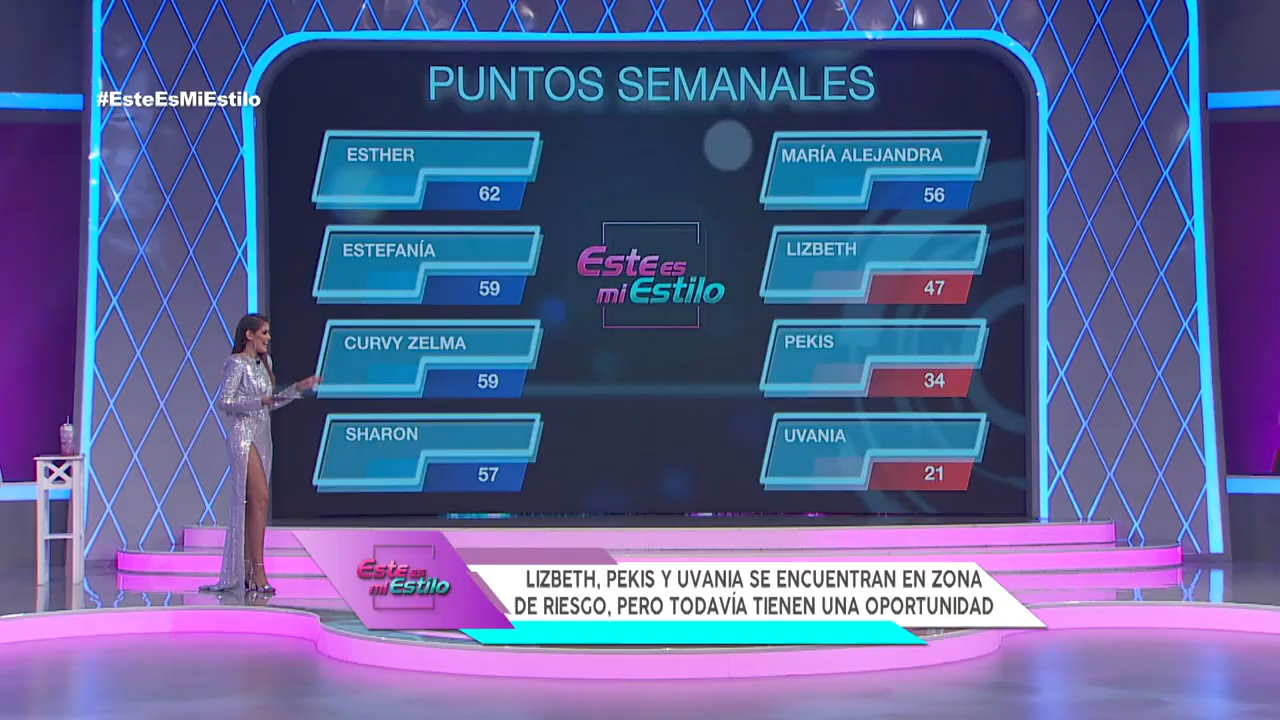 #EsteEsMiEstilo
PUNTOS SEMANALES
ESTHER
62
ESTEFANÍA
59
CURVY ZELMA
59
SHARON
57
Este es
mi Estilo
MARÍA ALEJANDRA
56
LIZBETH
47
PEKIS
34
UVANIA
21
Este es
mi Estilo
LIZBETH, PEKIS Y UVANIA SE ENCUENTRAN EN ZONA
DE RIESGO, PERO TODAVÍA TIENEN UNA OPORTUNIDAD